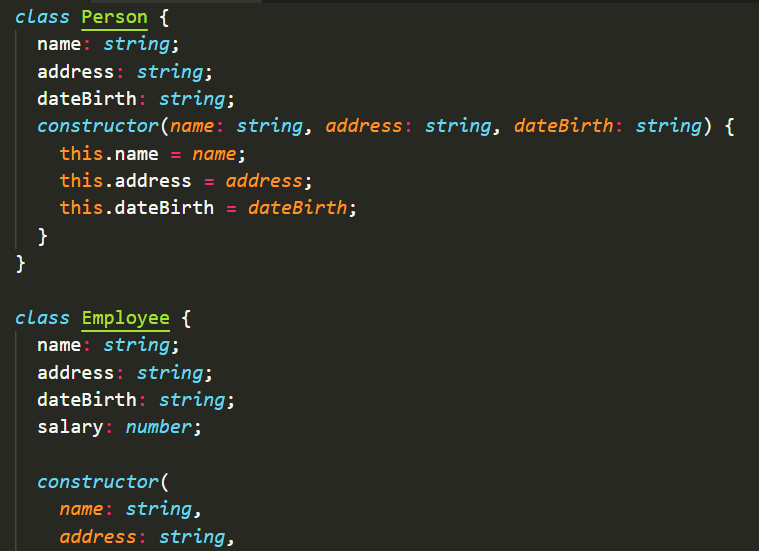 class Person {
name: string;
address: string;
dateBirth: string;
constructor(name: string, address: string, dateBirth: string) {
this.name = name;
this.address = address;
this.dateBirth = dateBirth;
}
}
class Employee {
name: string;
address: string;
dateBirth: string;
salary: number;
constructor(
name: string,
address: string,